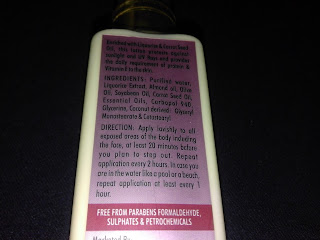 Enriched with Liquorice & Carrot Seed
Oil, this lotion protects against
sunlight and UV Rays and provides
the daily requirement of protein &
Vitamin E to the skin.
INGREDIENTS: Purified water,
Liquorice Extract, Almond oil, Olive
Oil, Soyabean Oil, Carrot Seed Oil,
Essential Oils, Carbopol 940,
Glycerine, Coconut derived: Glyceryl
Monostearate & Cetostearyl.
DIRECTION: Apply lavishly to all
exposed areas of the body including
the face, at least 20 minutes before
you plan to step out. Repeat
application every 2 hours. In case you
are in the water like a pool or a beach,
repeat application at least every 1
hour.
FREE FROM PARABENS FORMALDEHYDE,
SULPHATES & PETROCHEMICALS
Marketed By